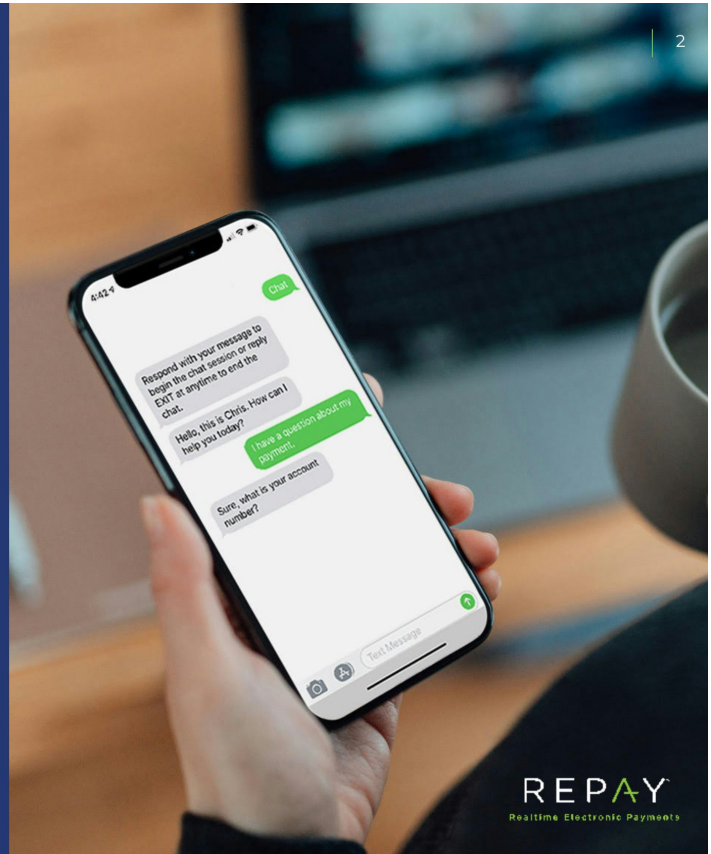 2
4:42
Chat
Respond with your message to
begin the chat session or reply
EXIT at anytime to end the
chat.
Hello, this is Chris. How can I
help you today?
I have a question about my
payment.
Sure, what is your account
number?
Text Message
REPAY
Realtime Electronic Payments